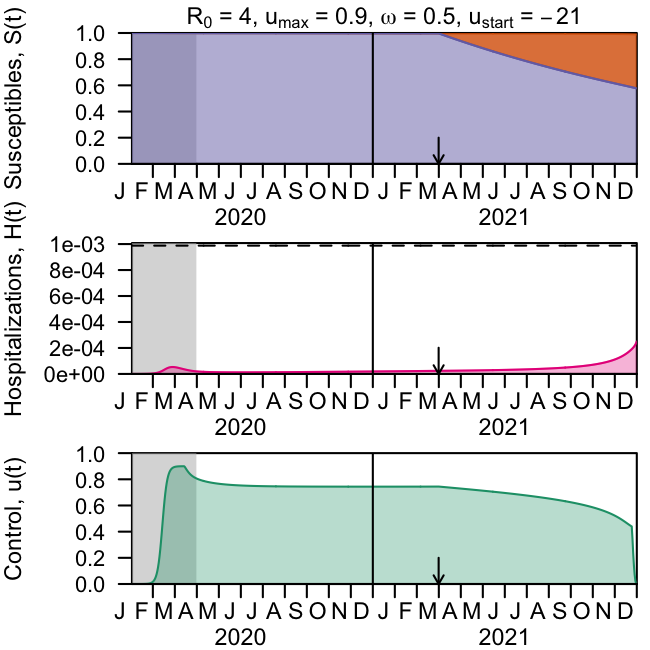 R₀ = 4, uₘₐₓ = 0.9, ω = 0.5, uₛₜₐᵣₜ = −21
Susceptibles, S(t)
1.0
0.8
0.6
0.4
0.2
0.0
J F M A M J J A S O N D J F M A M J J A S O N D
2020 2021
Hospitalizations, H(t)
1e-03
8e-04
6e-04
4e-04
2e-04
0e+00
J F M A M J J A S O N D J F M A M J J A S O N D
2020 2021
Control, u(t)
1.0
0.8
0.6
0.4
0.2
0.0
J F M A M J J A S O N D J F M A M J J A S O N D
2020 2021